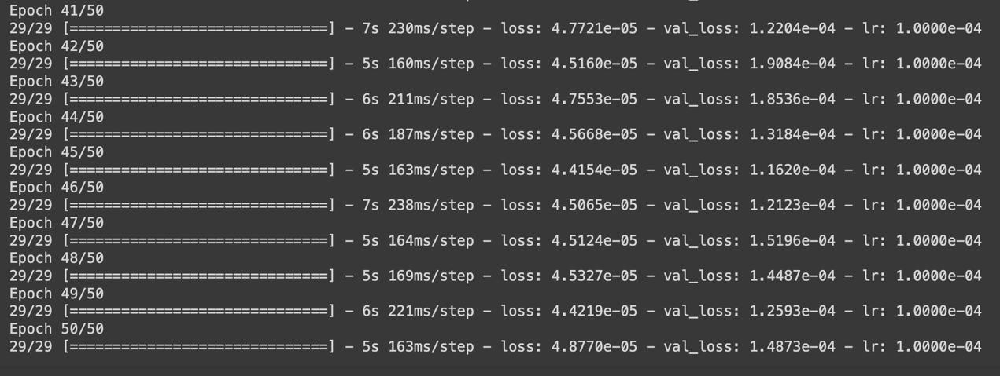 Epoch 41/50
29/29 [==============================] - 7s 230ms/step - loss: 4.7721e-05 - val_loss: 1.2204e-04 - lr: 1.0000e-04
Epoch 42/50
29/29 [==============================] - 5s 160ms/step - loss: 4.5160e-05 - val_loss: 1.9084e-04 - lr: 1.0000e-04
Epoch 43/50
29/29 [==============================] - 6s 211ms/step - loss: 4.7553e-05 - val_loss: 1.8536e-04 - lr: 1.0000e-04
Epoch 44/50
29/29 [==============================] - 6s 187ms/step - loss: 4.5668e-05 - val_loss: 1.3184e-04 - lr: 1.0000e-04
Epoch 45/50
29/29 [==============================] - 5s 163ms/step - loss: 4.4154e-05 - val_loss: 1.1620e-04 - lr: 1.0000e-04
Epoch 46/50
29/29 [==============================] - 7s 238ms/step - loss: 4.5065e-05 - val_loss: 1.2123e-04 - lr: 1.0000e-04
Epoch 47/50
29/29 [==============================] - 5s 164ms/step - loss: 4.5124e-05 - val_loss: 1.5196e-04 - lr: 1.0000e-04
Epoch 48/50
29/29 [==============================] - 5s 169ms/step - loss: 4.5327e-05 - val_loss: 1.4487e-04 - lr: 1.0000e-04
Epoch 49/50
29/29 [==============================] - 6s 221ms/step - loss: 4.4219e-05 - val_loss: 1.2593e-04 - lr: 1.0000e-04
Epoch 50/50
29/29 [==============================] - 5s 163ms/step - loss: 4.8770e-05 - val_loss: 1.4873e-04 - lr: 1.0000e-04